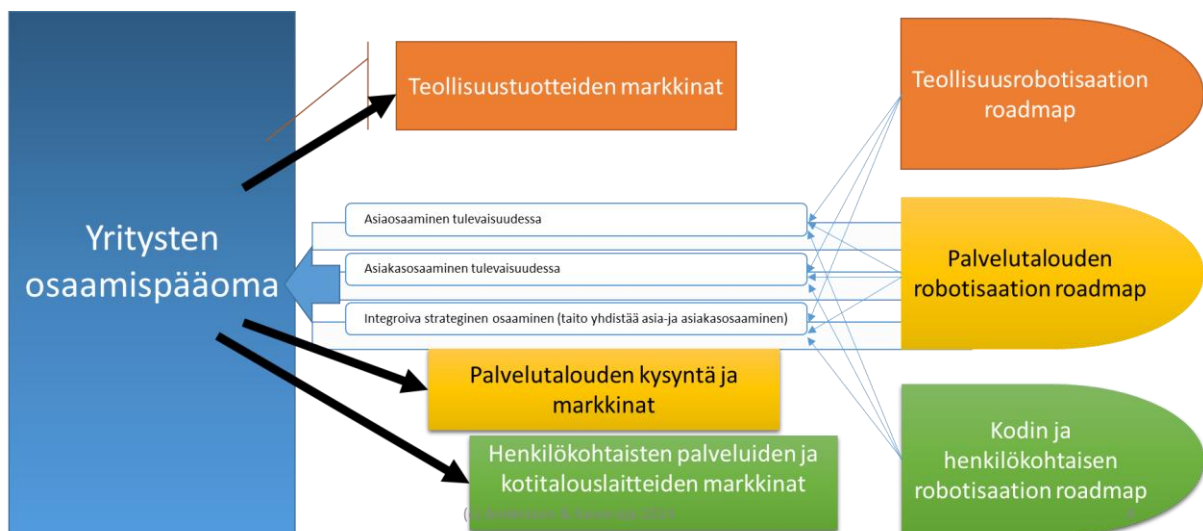 Teollisuustuotteiden markkinat
Teollisuusrobotisaation
roadmap
Yritysten
osaamispääoma
Asiaosaaminen tulevaisuudessa
Asiakasosaaminen tulevaisuudessa
Integroiva strateginen osaaminen (taito yhdistää asia-ja asiakasosaaminen)
Palvelutalouden
robotisaation roadmap
Palvelutalouden kysyntä ja
markkinat
Henkilökohtaisten palveluiden ja
kotitalouslaitteiden markkinat
Kodin ja
henkilökohtaisen
robotisaation roadmap